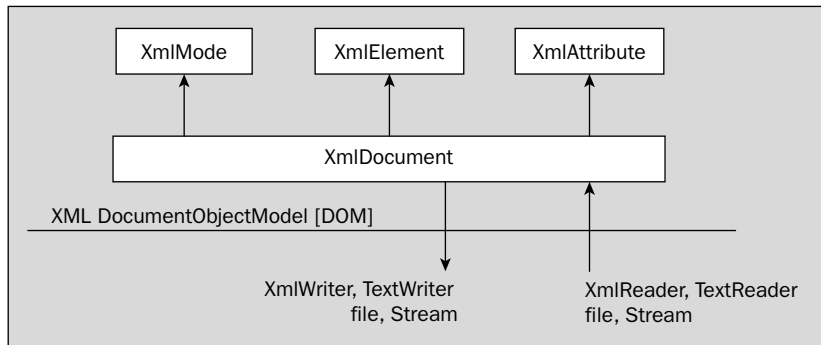 XmlMode
XmlElement
XmlAttribute
XmlDocument
XML DocumentObjectModel [DOM]
XmlWriter, TextWriter
file, Stream
XmlReader, TextReader
file, Stream